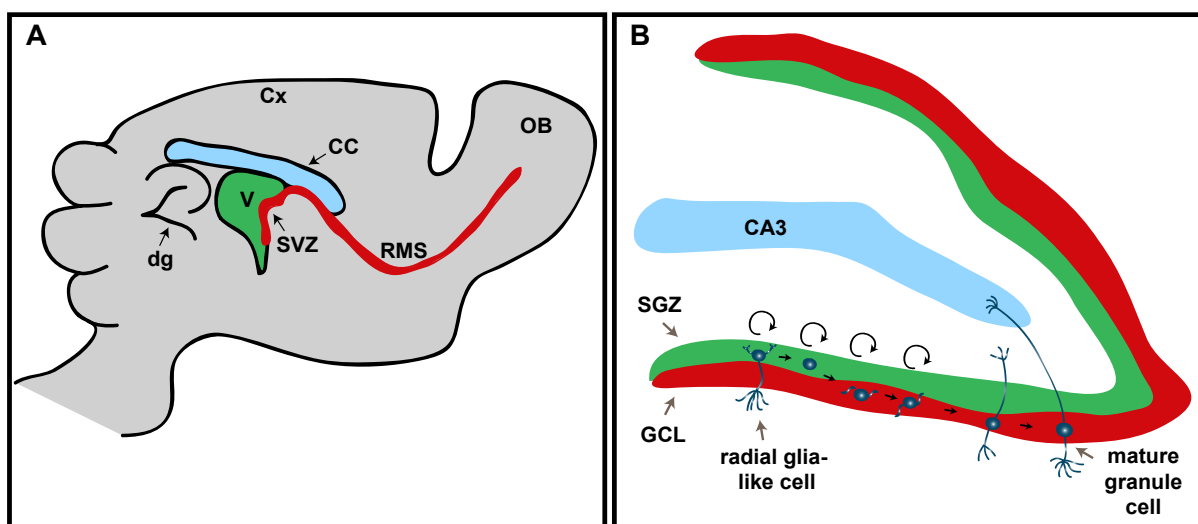 A
Cx
OB
CC
V
SVZ
RMS
dg
B
CA3
SGZ
GCL
radial glia-
like cell
mature
granule
cell